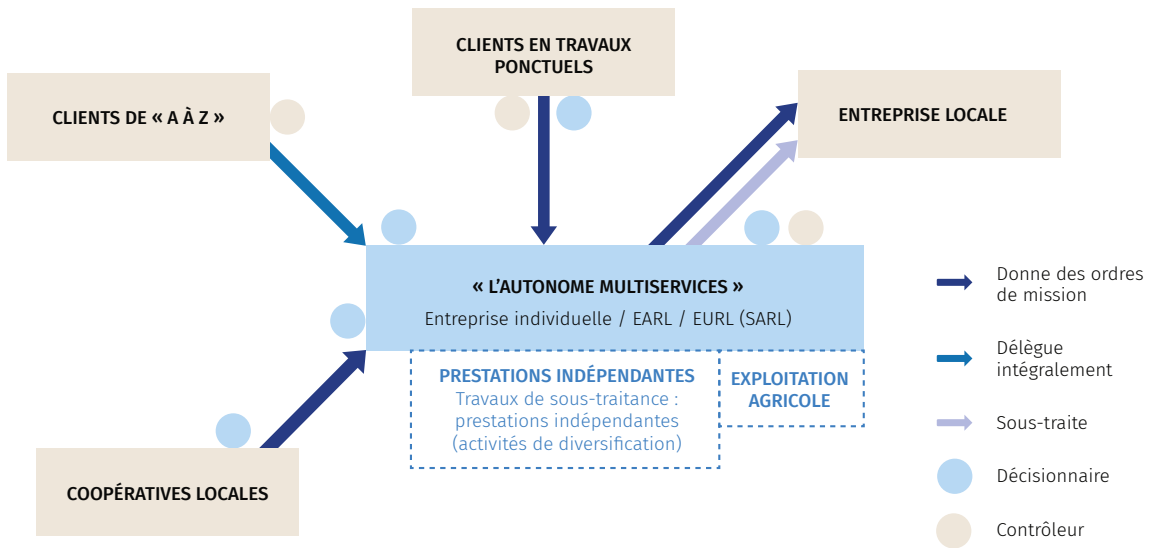 CLIENTS EN TRAVAUX
PONCTUELS
CLIENTS DE « A À Z »
ENTREPRISE LOCALE
« L’AUTONOME MULTISERVICES »
Entreprise individuelle / EARL / EURL (SARL)
PRESTATIONS INDÉPENDANTES
Travaux de sous-traitance :
prestations indépendantes
(activités de diversification)
EXPLOITATION
AGRICOLE
COOPÉRATIVES LOCALES
Donne des ordres
de mission
Délègue
intégralement
Sous-traite
Décisionnaire
Contrôleur